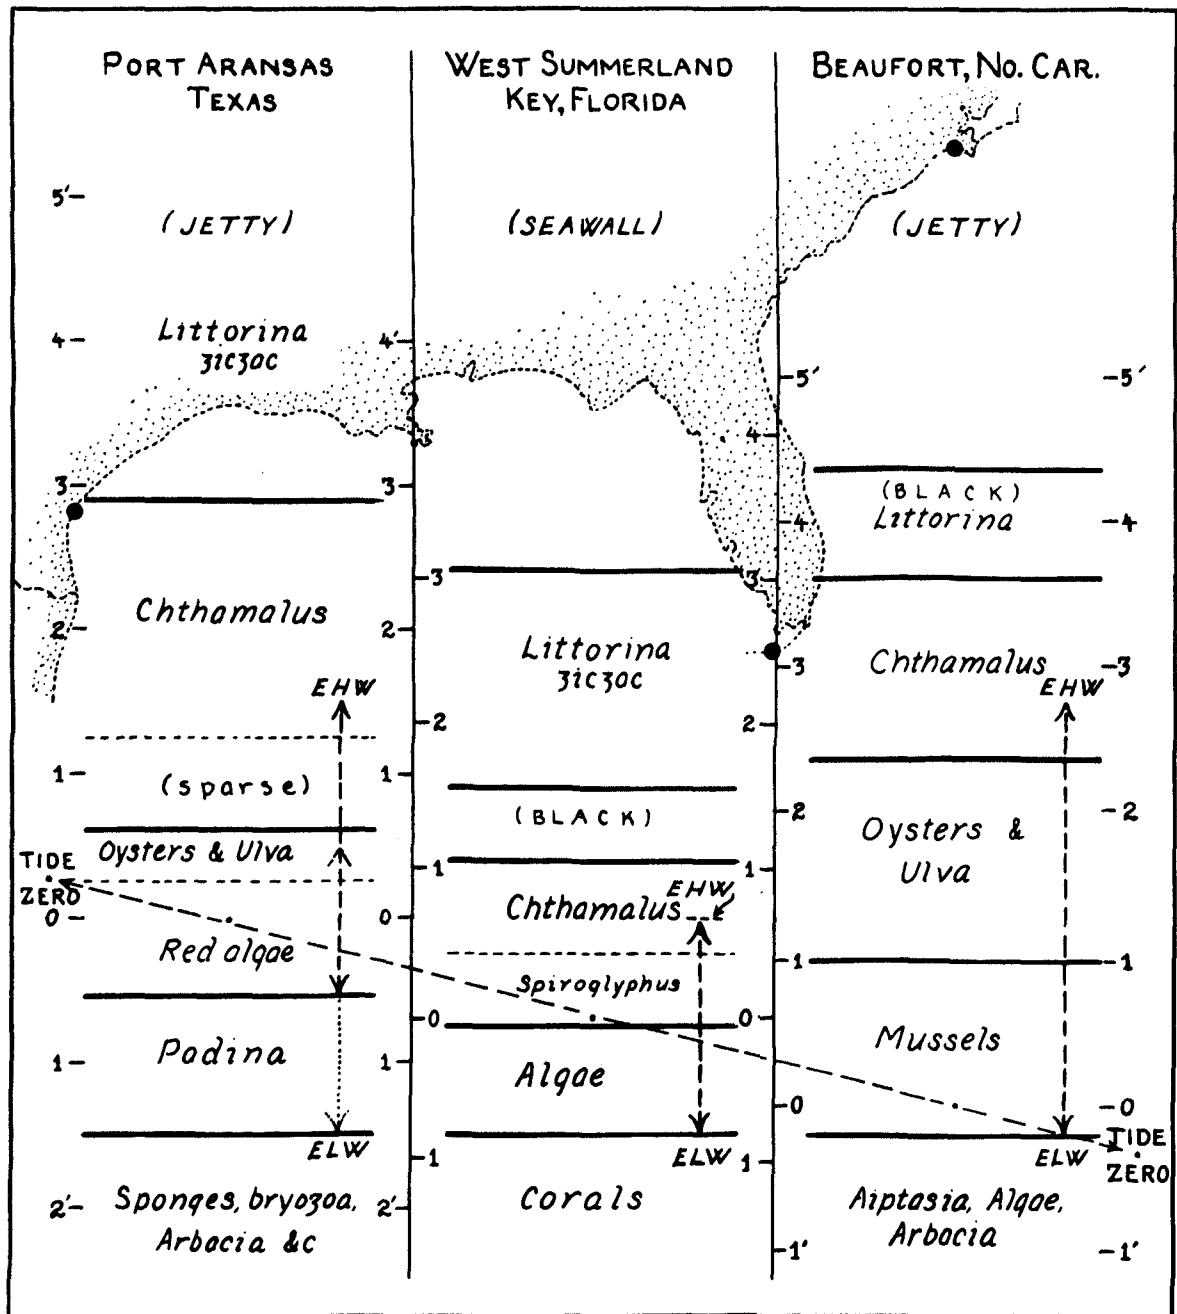 PORT ARANSAS
TEXAS
WEST SUMMERLAND
KEY, FLORIDA
BEAUFORT, NO. CAR.
(JETTY)
(SEAWALL)
(JETTY)
5'
4
3
2'
1
0
1
2'
Littorina
ziczac
Chthamalus
EHW
(sparse)
Oysters & Ulva
TIDE
ZERO
Red algae
Padina
ELW
Sponges, bryozoa,
Arbacia &c
4'
3
2
1
0
1
2'
3
2
1
0
1
Littorina
ziczac
(BLACK)
EHW
Chthamalus
Spiroglyphus
Algae
ELW
Corals
4
3
2
1
0
1
5'
4
3
2
1
0
1'
(BLACK)
Littorina
Chthamalus
EHW
Oysters &
Ulva
Mussels
ELW
TIDE
ZERO
Aiptasia, Algae,
Arbacia
5'
4
3
2
1
0
1'